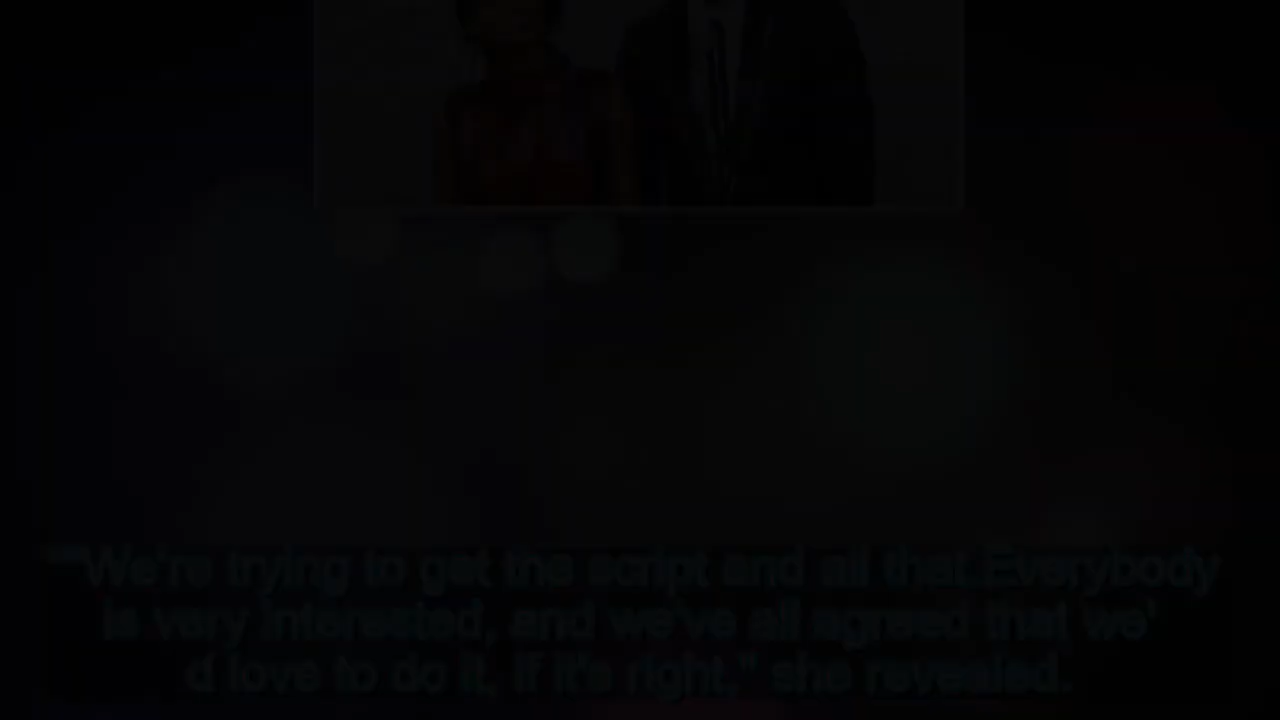 ""We're trying to get the script and all that.Everybody
is very interested, and we've all agreed that we'
d love to do it, if it's right," she revealed.